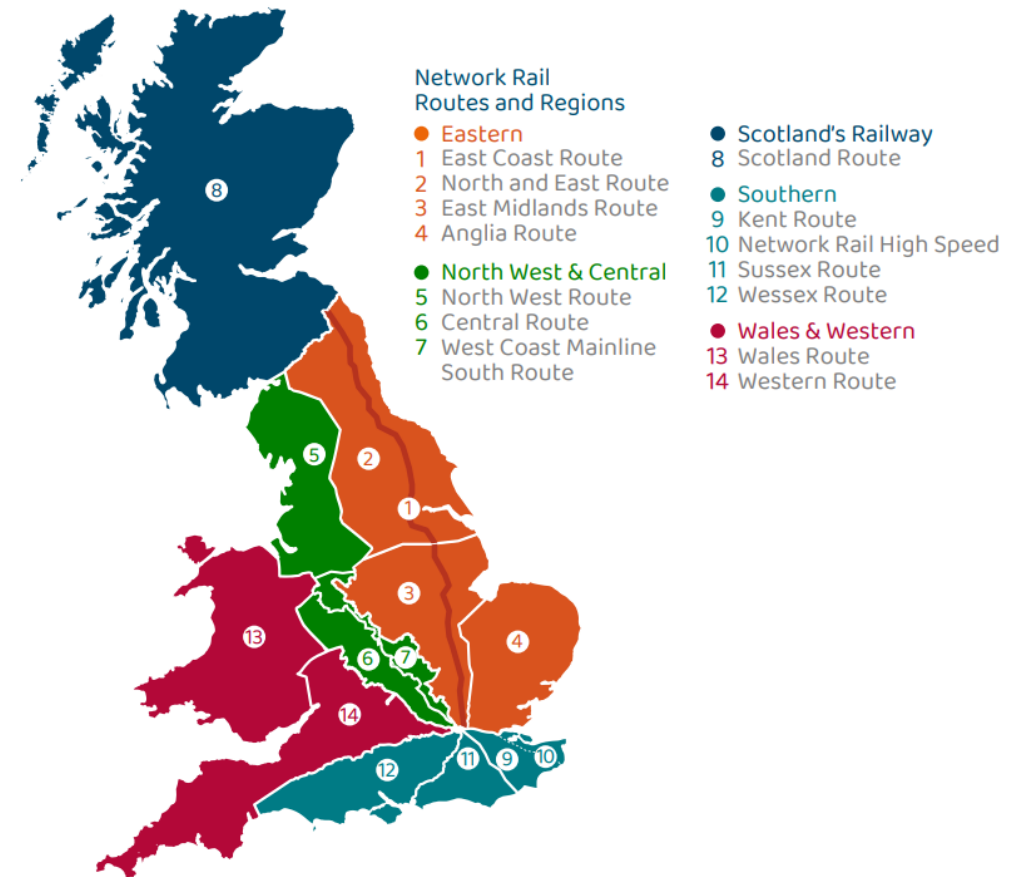 Network Rail
Routes and Regions
Eastern
1 East Coast Route
2 North and East Route
3 East Midlands Route
4 Anglia Route
North West & Central
5 North West Route
6 Central Route
7 West Coast Mainline
South Route
Scotland's Railway
8 Scotland Route
Southern
9 Kent Route
10 Network Rail High Speed
11 Sussex Route
12 Wessex Route
Wales & Western
13 Wales Route
14 Western Route
8
5
2
1
3
13
4
6
7
14
12
11
9
10